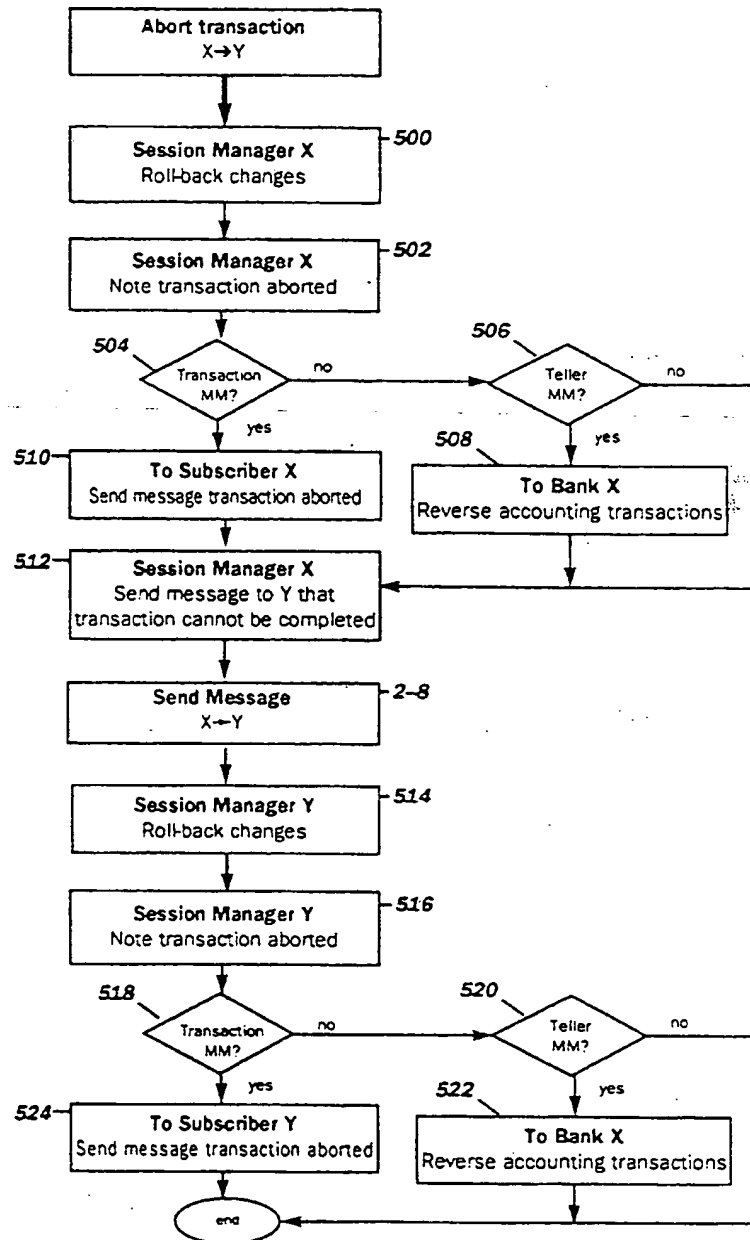 Abort transaction
X→Y
500
Session Manager X
Roll-back changes
502
Session Manager X
Note transaction aborted
504
Transaction
MM?
no
yes
506
Teller
MM?
no
yes
510
To Subscriber X
Send message transaction aborted
508
To Bank X
Reverse accounting transactions
512
Session Manager X
Send message to Y that
transaction cannot be completed
2-8
Send Message
X→Y
514
Session Manager Y
Roll-back changes
516
Session Manager Y
Note transaction aborted
518
Transaction
MM?
no
yes
520
Teller
MM?
no
yes
524
To Subscriber Y
Send message transaction aborted
522
To Bank X
Reverse accounting transactions
end